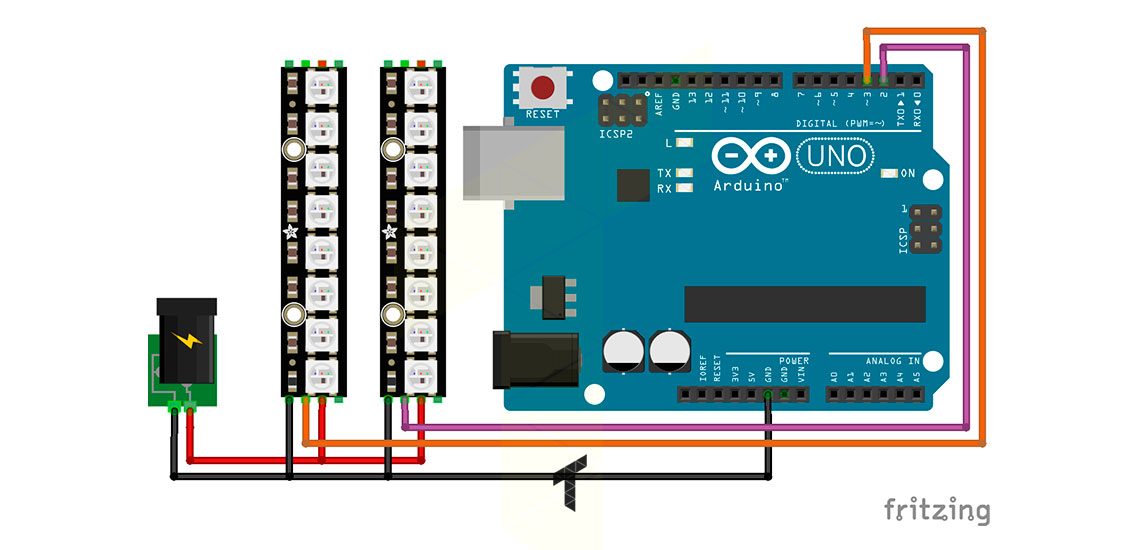 RESET
ICSP2
AREF
GND
13
12
~11
~10
~9
8
7
~6
~5
4
~3
2
TX0▶1
RX0◀0
DIGITAL (PWM=~)
L
TX
RX
UNO
Arduino™
ON
1
ICSP
IOREF
RESET
3V3
5V
GND
GND
VIN
POWER
ANALOG IN
A0
A1
A2
A3
A4
A5
fritzing